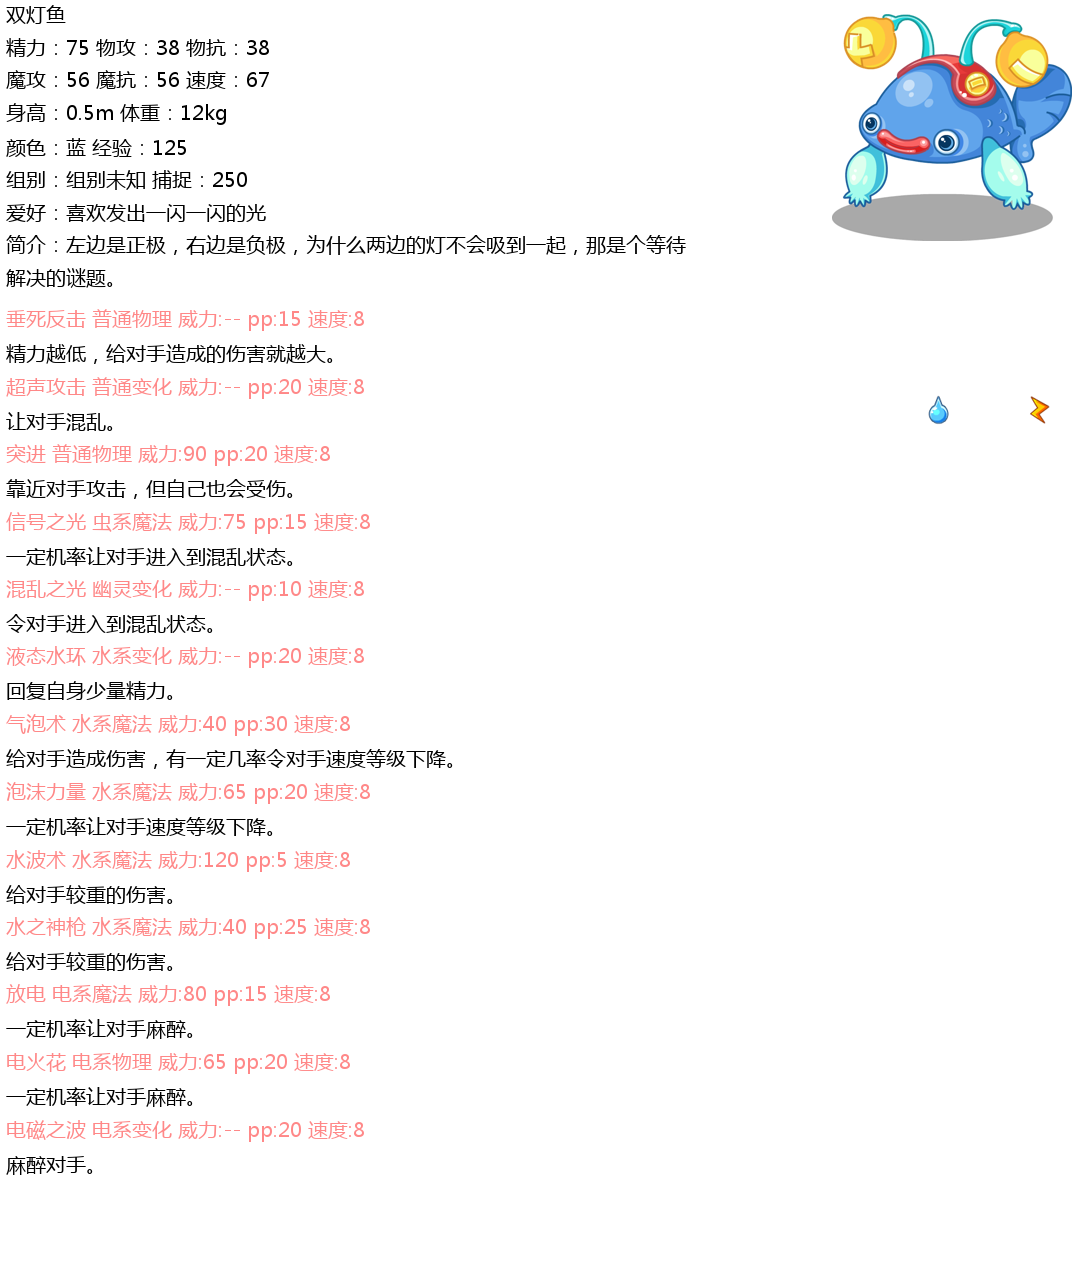 双灯鱼
精力：75 物攻：38 物抗：38
魔攻：56 魔抗：56 速度：67
身高：0.5m 体重：12kg
颜色：蓝 经验：125
组别：组别未知 捕捉：250
爱好：喜欢发出一闪一闪的光
简介：左边是正极，右边是负极，为什么两边的灯不会吸到一起，那是个等待
解决的谜题。
垂死反击 普通物理 威力:-- pp:15 速度:8
精力越低，给对手造成的伤害就越大。
超声攻击 普通变化 威力:-- pp:20 速度:8
让对手混乱。
突进 普通物理 威力:90 pp:20 速度:8
靠近对手攻击，但自己也会受伤。
信号之光 虫系魔法 威力:75 pp:15 速度:8
一定机率让对手进入到混乱状态。
混乱之光 幽灵变化 威力:-- pp:10 速度:8
令对手进入到混乱状态。
液态水环 水系变化 威力:-- pp:20 速度:8
回复自身少量精力。
气泡术 水系魔法 威力:40 pp:30 速度:8
给对手造成伤害，有一定几率令对手速度等级下降。
泡沫力量 水系魔法 威力:65 pp:20 速度:8
一定机率让对手速度等级下降。
水波术 水系魔法 威力:120 pp:5 速度:8
给对手较重的伤害。
水之神枪 水系魔法 威力:40 pp:25 速度:8
给对手较重的伤害。
放电 电系魔法 威力:80 pp:15 速度:8
一定机率让对手麻醉。
电火花 电系物理 威力:65 pp:20 速度:8
一定机率让对手麻醉。
电磁之波 电系变化 威力:-- pp:20 速度:8
麻醉对手。